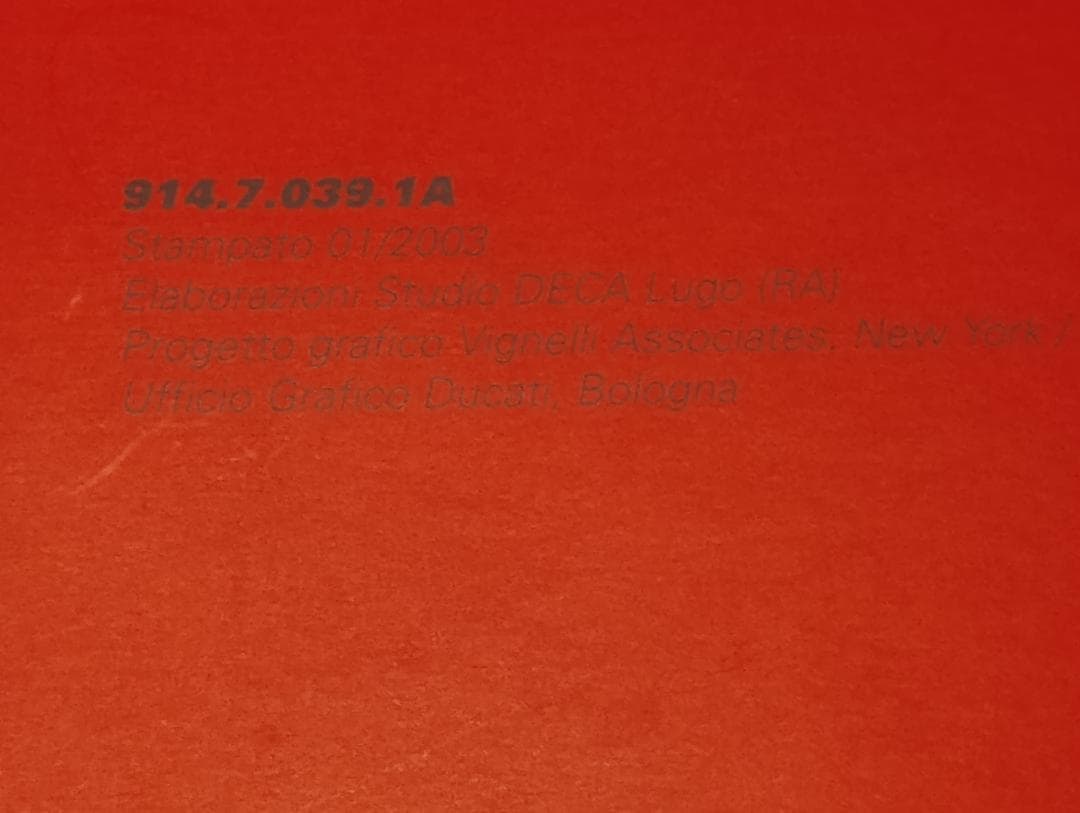 914.7.039.1A
Stampato 01/2003
Elaborazioni Studio DECA Lugo (RA)
Progetto grafico Vignelli Associates, New York /
Ufficio Grafico Ducati, Bologna